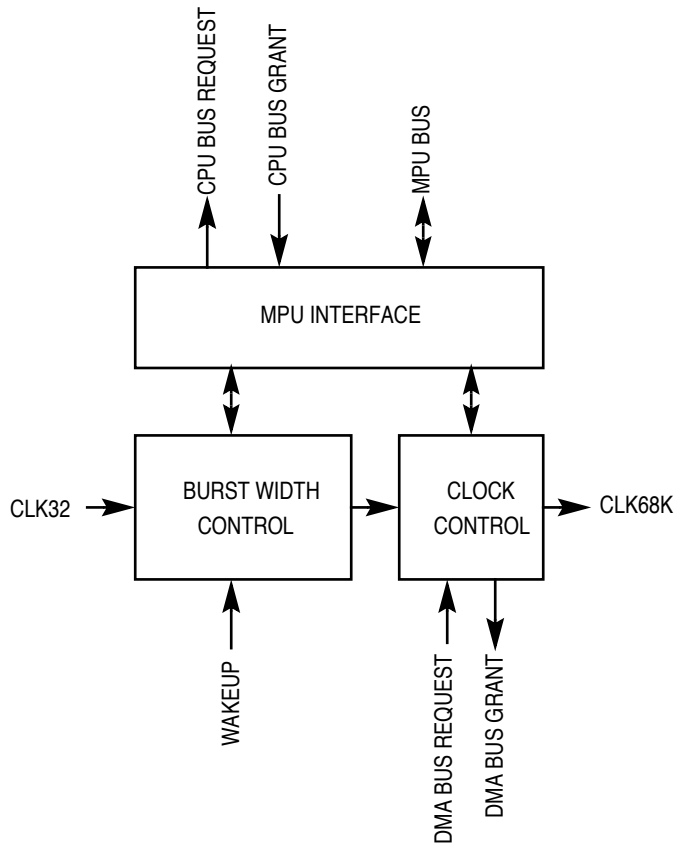 CPU BUS REQUEST
CPU BUS GRANT
MPU BUS
MPU INTERFACE
BURST WIDTH
CONTROL
CLOCK
CONTROL
CLK32
CLK68K
WAKEUP
DMA BUS REQUEST
DMA BUS GRANT